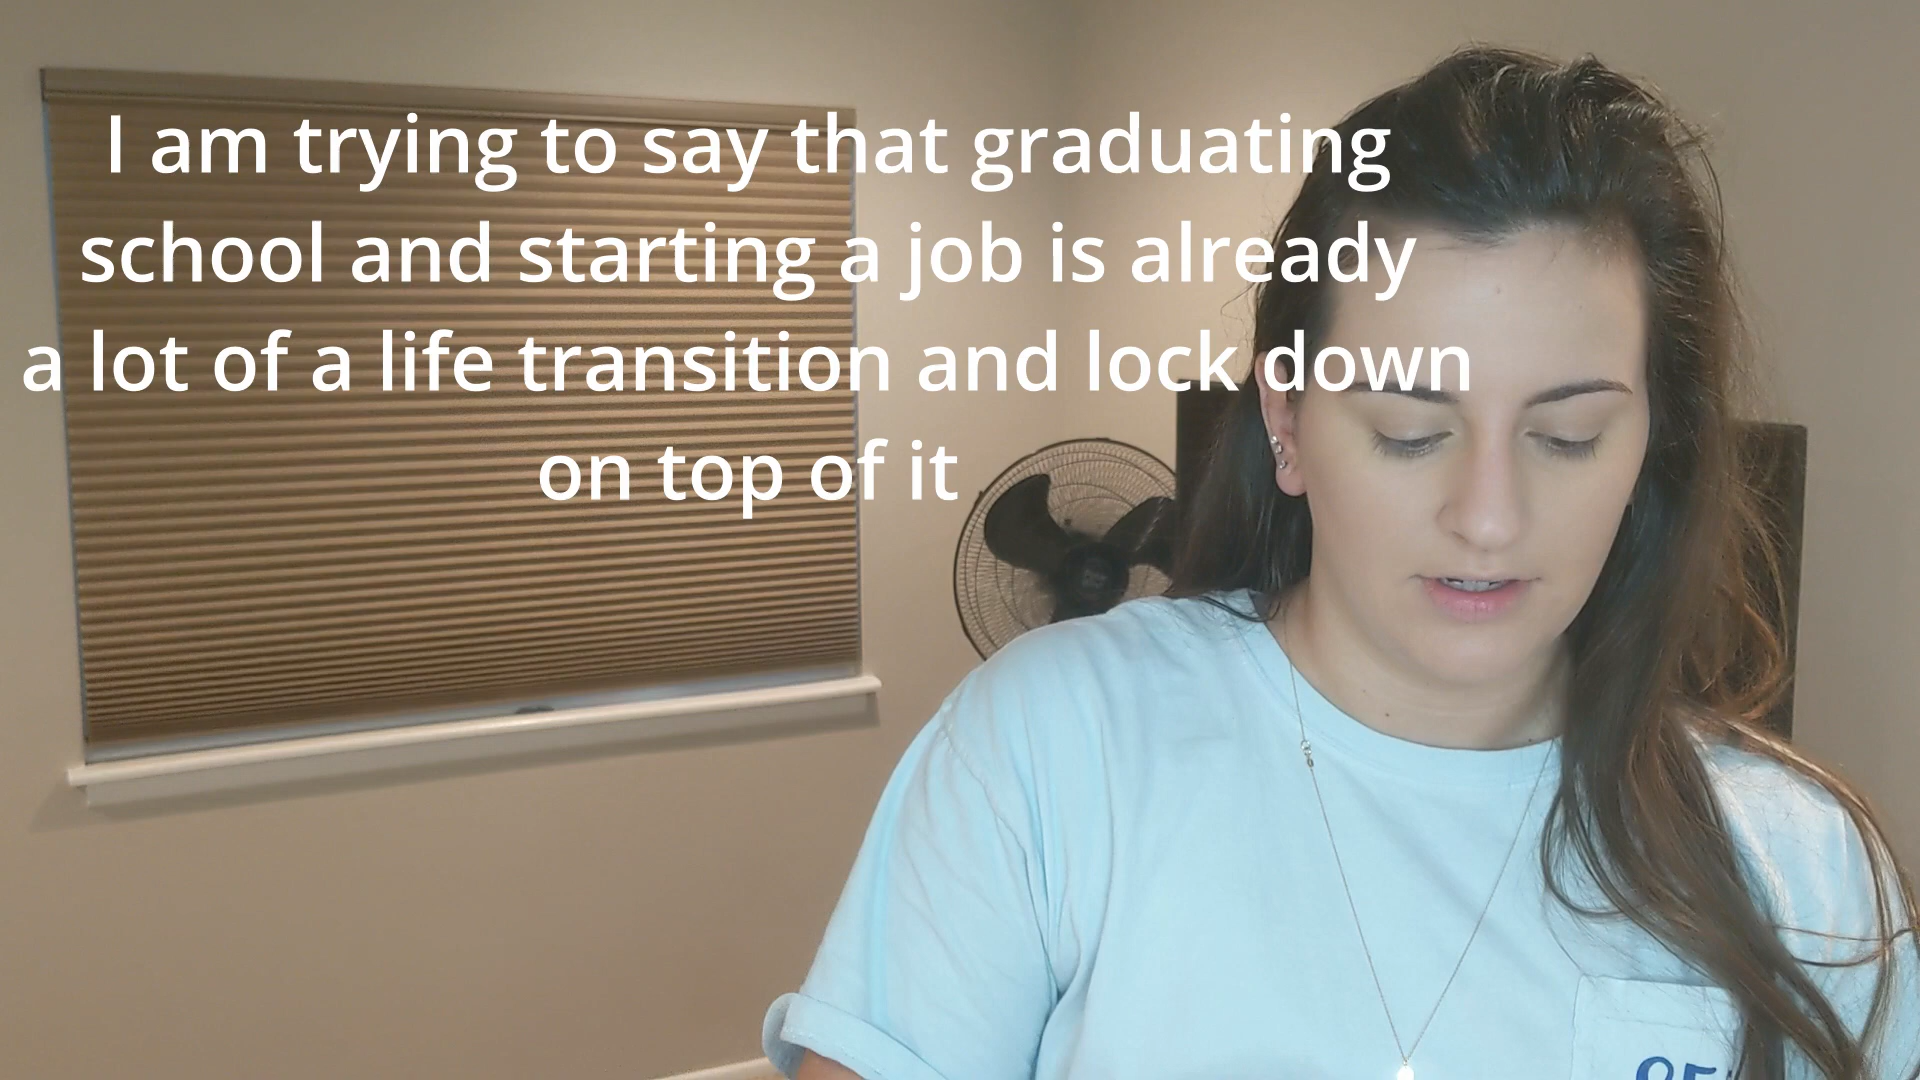 I am trying to say that graduating
school and starting a job is already
a lot of a life transition and lock down
on top of it